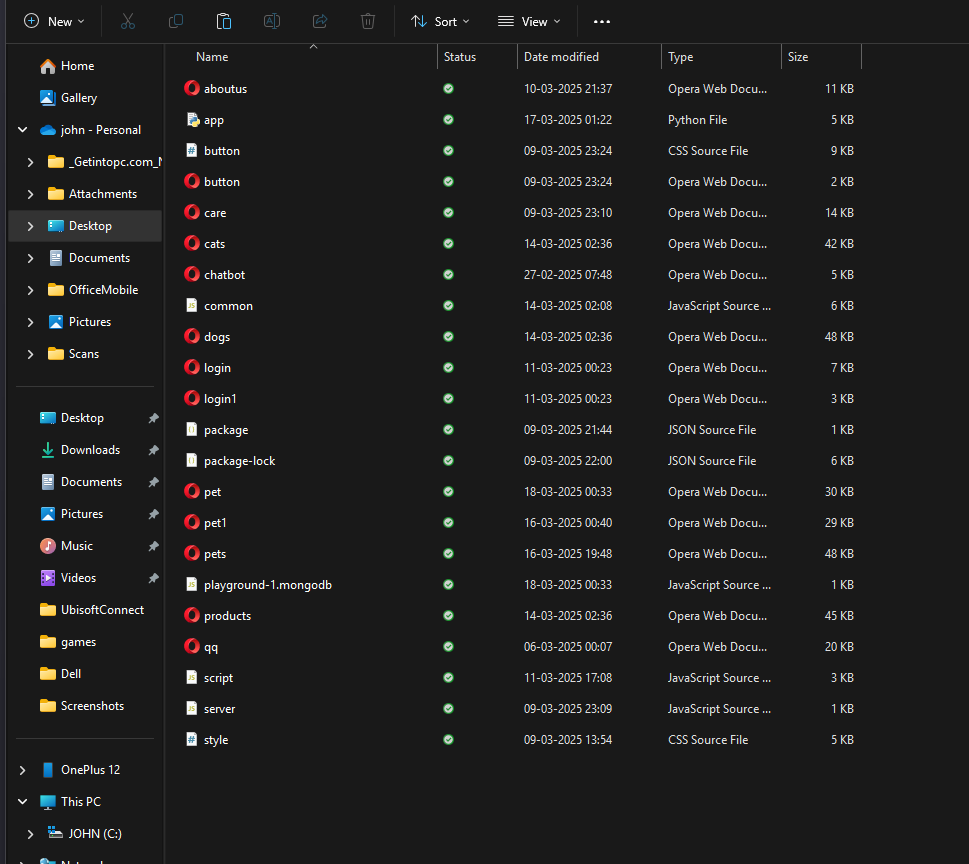 New Sort View
Name Status Date modified Type Size
Home
Gallery
john - Personal
_Getintopc.com_
Attachments
Desktop
Documents
OfficeMobile
Pictures
Scans
Desktop
Downloads
Documents
Pictures
Music
Videos
UbisoftConnect
games
Dell
Screenshots
OnePlus 12
This PC
JOHN (C:)
aboutus 10-03-2025 21:37 Opera Web Docu... 11 KB
app 17-03-2025 01:22 Python File 5 KB
button 09-03-2025 23:24 CSS Source File 9 KB
button 09-03-2025 23:24 Opera Web Docu... 2 KB
care 09-03-2025 23:10 Opera Web Docu... 14 KB
cats 14-03-2025 02:36 Opera Web Docu... 42 KB
chatbot 27-02-2025 07:48 Opera Web Docu... 5 KB
common 14-03-2025 02:08 JavaScript Source ... 6 KB
dogs 14-03-2025 02:36 Opera Web Docu... 48 KB
login 11-03-2025 00:23 Opera Web Docu... 7 KB
login1 11-03-2025 00:23 Opera Web Docu... 3 KB
package 09-03-2025 21:44 JSON Source File 1 KB
package-lock 09-03-2025 22:00 JSON Source File 6 KB
pet 18-03-2025 00:33 Opera Web Docu... 30 KB
pet1 16-03-2025 00:40 Opera Web Docu... 29 KB
pets 16-03-2025 19:48 Opera Web Docu... 48 KB
playground-1.mongodb 18-03-2025 00:33 JavaScript Source ... 1 KB
products 14-03-2025 02:36 Opera Web Docu... 45 KB
qq 06-03-2025 00:07 Opera Web Docu... 20 KB
script 11-03-2025 17:08 JavaScript Source ... 3 KB
server 09-03-2025 23:09 JavaScript Source ... 1 KB
style 09-03-2025 13:54 CSS Source File 5 KB